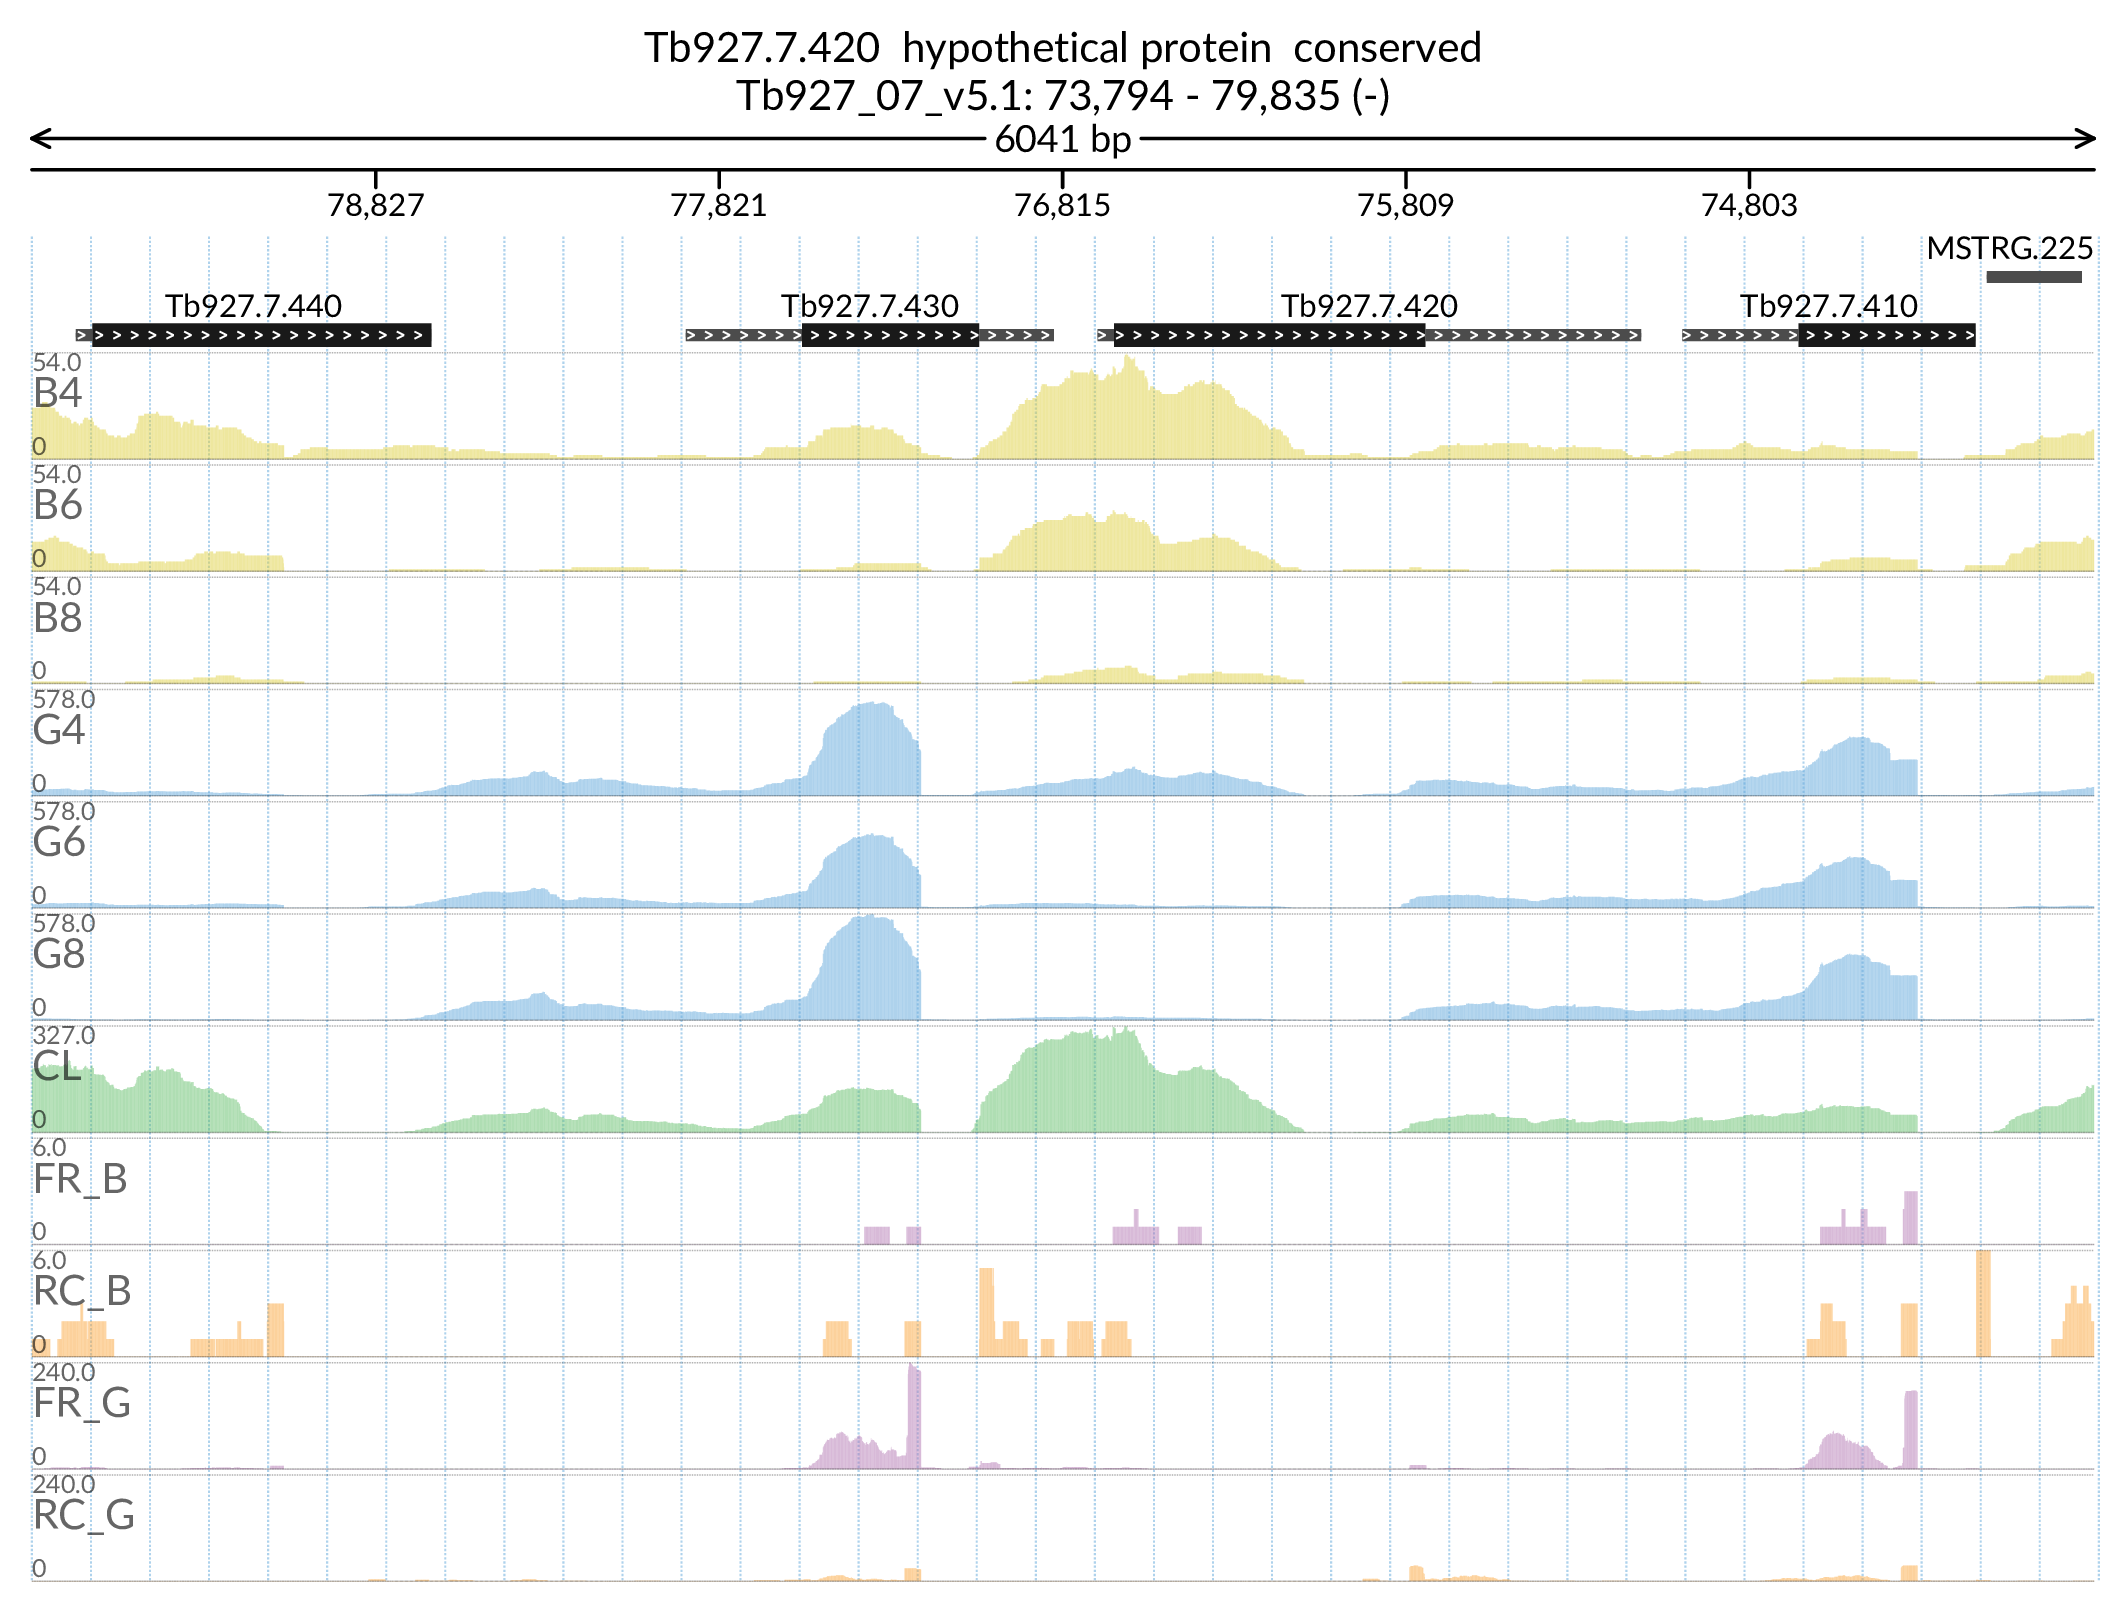 Tb927.7.420 hypothetical protein conserved
Tb927_07_v5.1: 73,794 - 79,835 (-)
6041 bp
78,827 77,821 76,815 75,809 74,803
MSTRG.225
Tb927.7.440 Tb927.7.430 Tb927.7.420 Tb927.7.410
54.0
B4
0
54.0
B6
0
54.0
B8
0
578.0
G4
0
578.0
G6
0
578.0
G8
0
327.0
CL
0
6.0
FR_B
0
6.0
RC_B
0
240.0
FR_G
0
240.0
RC_G
0